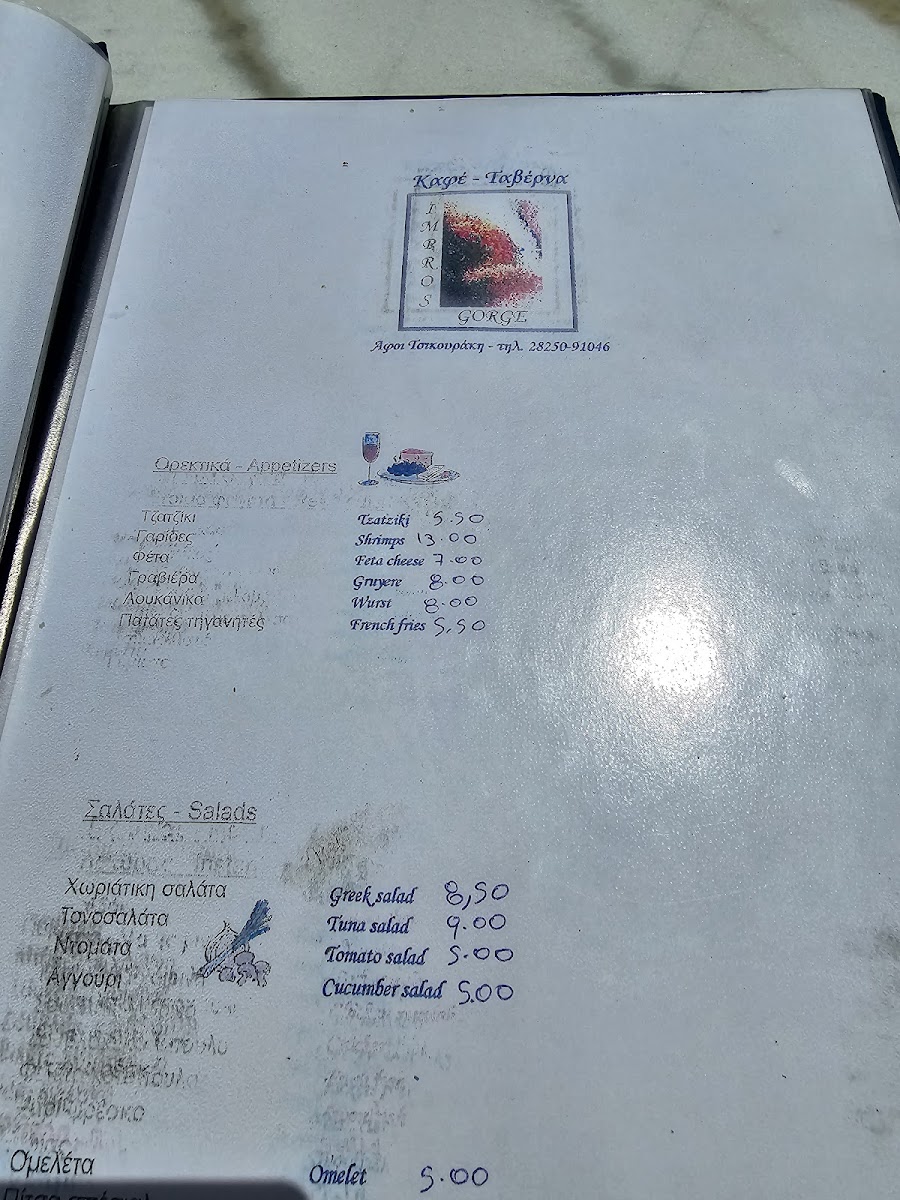 Καφέ - Ταβέρνα
IMBROS
GORGE
Αφοι Τσικουράκη - τηλ. 28250-91046
Ορεκτικά - Appetizers
Τζατζίκι Tzatziki 5.50
Γαρίδες Shrimps 13.00
Φέτα Feta cheese 7.00
Γραβιέρα Gruyere 8.00
Λουκάνικο Wurst 8.00
Πατάτες τηγανητές French fries 5,50
Σαλάτες - Salads
Χωριάτικη σαλάτα Greek salad 8,50
Τονοσαλάτα Tuna salad 9.00
Ντομάτα Tomato salad 5.00
Αγγούρι Cucumber salad 5.00
Ομελέτα Omelet 5.00